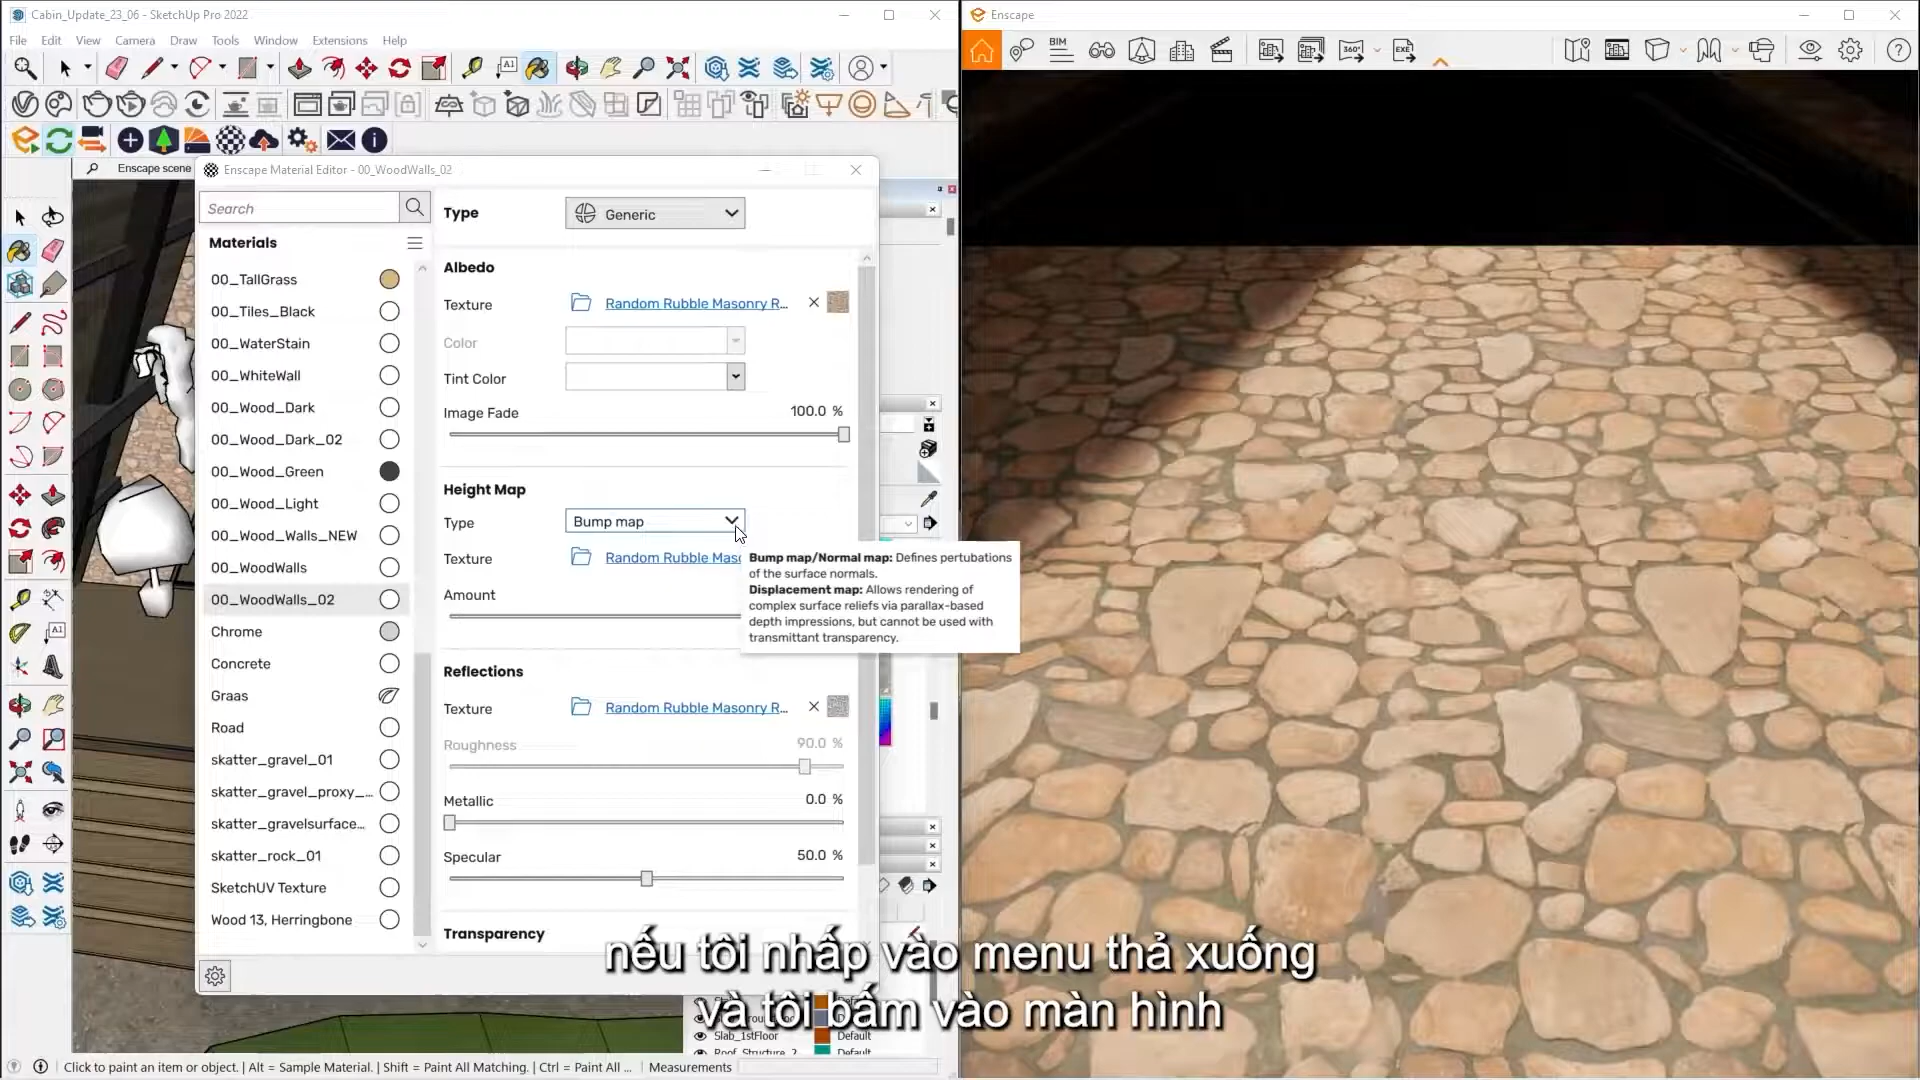 Cabin_Update_23_06 - SketchUp Pro 2022
File Edit View Camera Draw Tools Window Extensions Help
Enscape
BIM
360°
EXE
Enscape scene
Enscape Material Editor - 00_WoodWalls_02
Search
Materials
00_TallGrass
00_Tiles_Black
00_WaterStain
00_WhiteWall
00_Wood_Dark
00_Wood_Dark_02
00_Wood_Green
00_Wood_Light
00_Wood_Walls_NEW
00_WoodWalls
00_WoodWalls_02
Chrome
Concrete
Graas
Road
skatter_gravel_01
skatter_gravel_proxy_...
skatter_gravelsurface...
skatter_rock_01
SketchUV Texture
Wood 13, Herringbone
Type Generic
Albedo
Texture Random Rubble Masonry R...
Color
Tint Color
Image Fade 100.0 %
Height Map
Type Bump map
Texture Random Rubble Maso
Amount
Bump map/Normal map: Defines pertubations
of the surface normals.
Displacement map: Allows rendering of
complex surface reliefs via parallax-based
depth impressions, but cannot be used with
transmittant transparency.
Reflections
Texture Random Rubble Masonry R...
Roughness 90.0 %
Metallic 0.0 %
Specular 50.0 %
Transparency
nếu tôi nhấp vào menu thả xuống
và tôi bấm vào màn hình
Default
Slab_1stFloor Default
Roof_Structure_2 Default
Click to paint an item or object. | Alt = Sample Material. | Shift = Paint All Matching. | Ctrl = Paint All ... Measurements